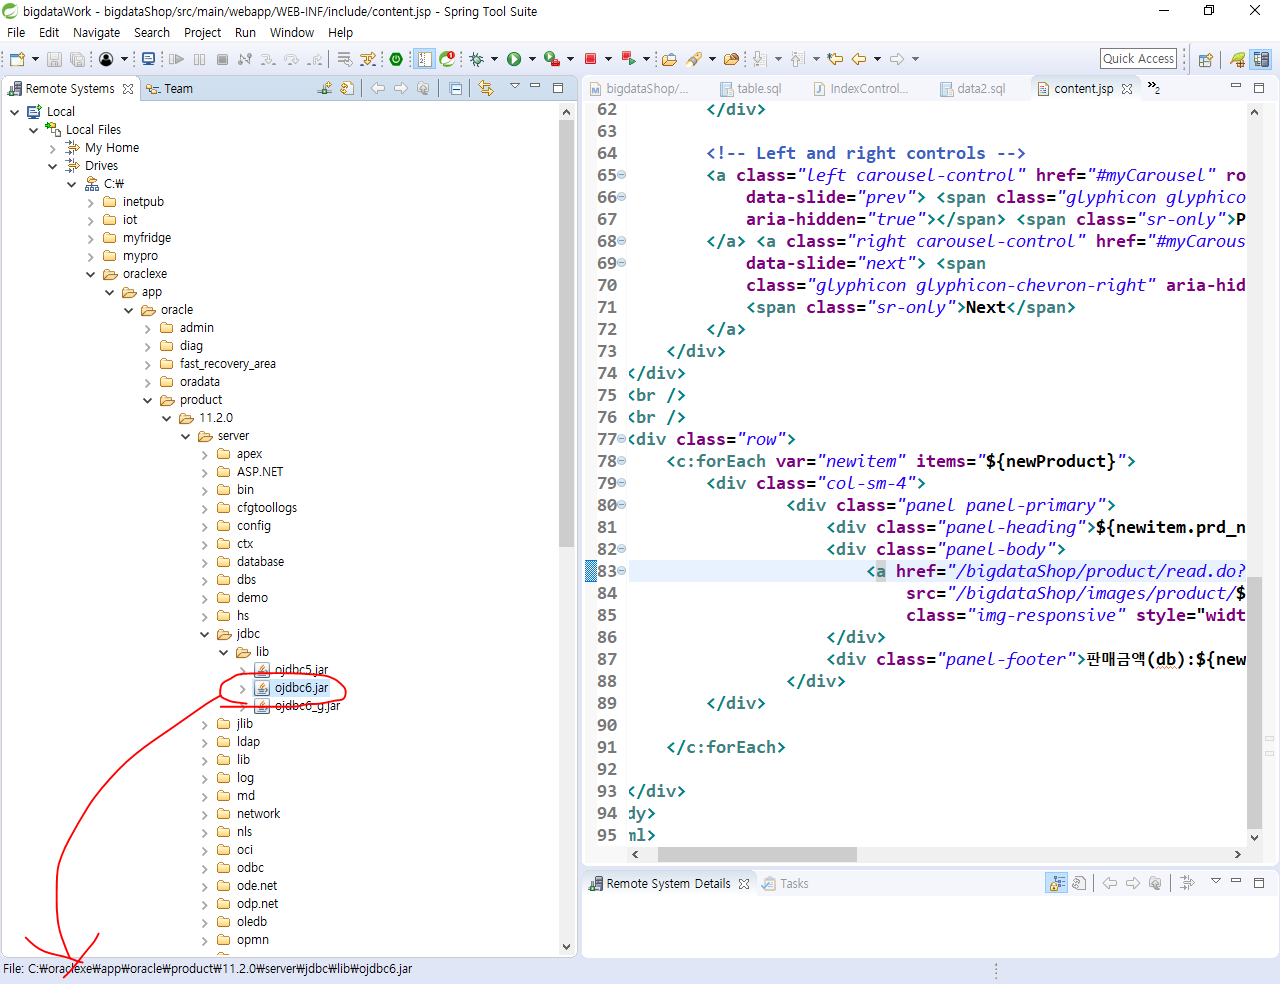 bigdataWork - bigdataShop/src/main/webapp/WEB-INF/include/content.jsp - Spring Tool Suite
File Edit Navigate Search Project Run Window Help
Quick Access
Remote Systems
Team
Local
Local Files
My Home
Drives
C:₩
inetpub
iot
myfridge
mypro
oraclexe
app
oracle
admin
diag
fast_recovery_area
oradata
product
11.2.0
server
apex
ASP.NET
bin
cfgtoollogs
config
ctx
database
dbs
demo
hs
jdbc
lib
ojdbc5.jar
ojdbc6.jar
ojdbc6_g.jar
jlib
ldap
lib
log
md
network
nls
oci
odbc
ode.net
odp.net
oledb
opmn
bigdataShop/...
table.sql
IndexControl...
data2.sql
content.jsp
»2
62 </div>
63
64 <!-- Left and right controls -->
65 <a class="left carousel-control" href="#myCarousel" ro
66 data-slide="prev"> <span class="glyphicon glyphico
67 aria-hidden="true"></span> <span class="sr-only">P
68 </a> <a class="right carousel-control" href="#myCarous
69 data-slide="next"> <span
70 class="glyphicon glyphicon-chevron-right" aria-hid
71 <span class="sr-only">Next</span>
72 </a>
73 </div>
74 </div>
75 <br />
76 <br />
77 <div class="row">
78 <c:forEach var="newitem" items="${newProduct}">
79 <div class="col-sm-4">
80 <div class="panel panel-primary">
81 <div class="panel-heading">${newitem.prd_n
82 <div class="panel-body">
83 <a href="/bigdataShop/product/read.do?
84 src="/bigdataShop/images/product/$
85 class="img-responsive" style="widt
86 </div>
87 <div class="panel-footer">판매금액(db):${new
88 </div>
89 </div>
90
91 </c:forEach>
92
93 </div>
94 dy>
95 ml>
Remote System Details
Tasks
File: C:₩oraclexe₩app₩oracle₩product₩11.2.0₩server₩jdbc₩lib₩ojdbc6.jar